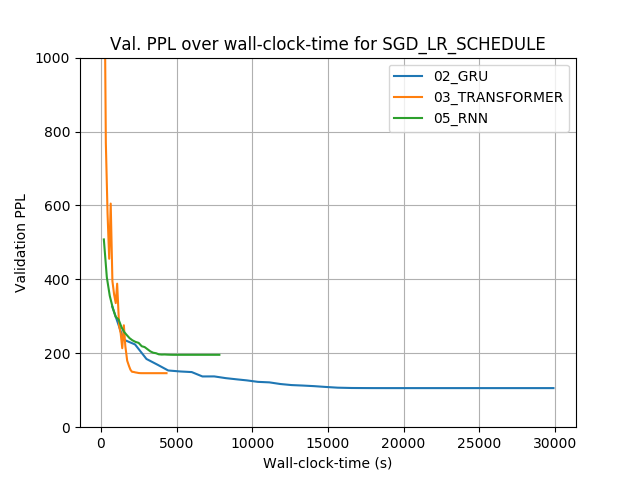 Val. PPL over wall-clock-time for SGD_LR_SCHEDULE
1000
800
600
400
200
0
Validation PPL
02_GRU
03_TRANSFORMER
05_RNN
0 5000 10000 15000 20000 25000 30000
Wall-clock-time (s)